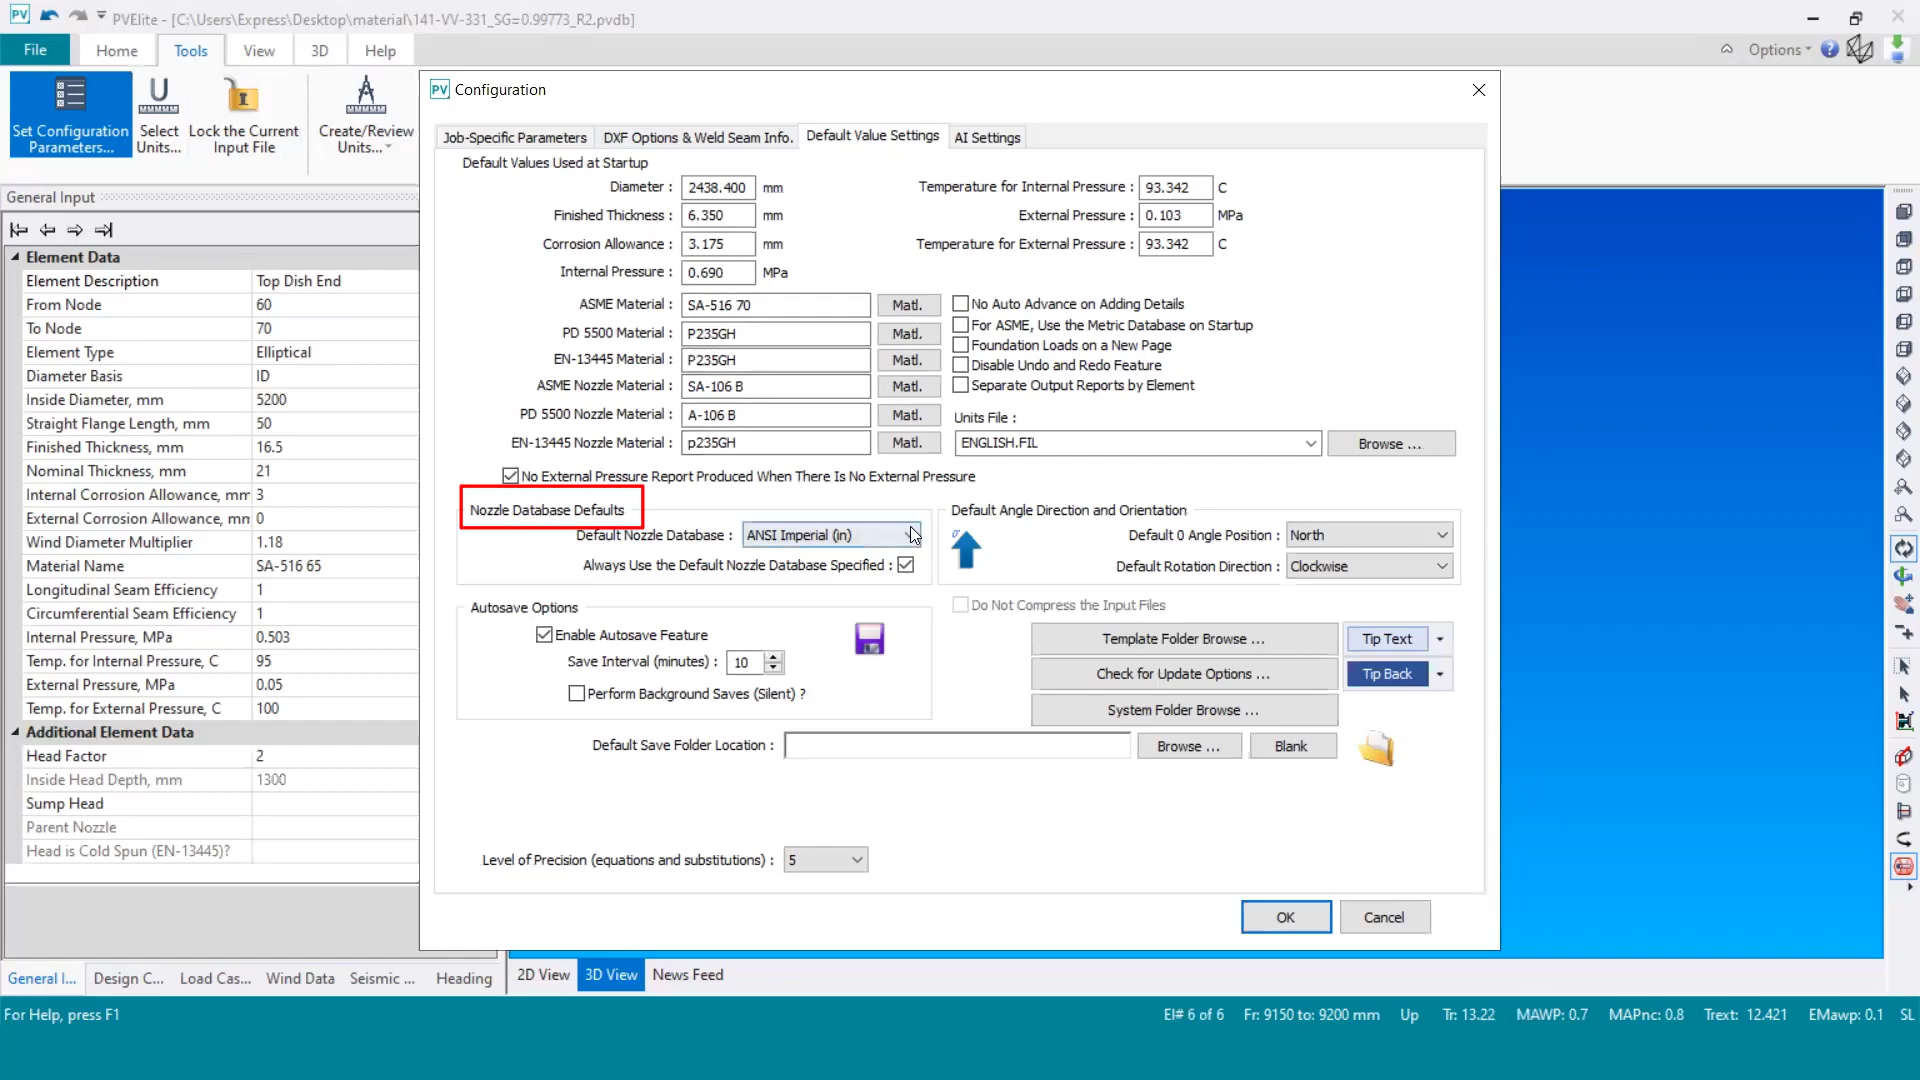 PVElite - [C:\Users\Express\Desktop\material\141-VV-331_SG=0.99773_R2.pvdb]
File Home Tools View 3D Help Options
Set Configuration Parameters...
Select Units...
Lock the Current Input File
Create/Review Units...
General Input
Element Data
Element Description Top Dish End
From Node 60
To Node 70
Element Type Elliptical
Diameter Basis ID
Inside Diameter, mm 5200
Straight Flange Length, mm 50
Finished Thickness, mm 16.5
Nominal Thickness, mm 21
Internal Corrosion Allowance, mm 3
External Corrosion Allowance, mm 0
Wind Diameter Multiplier 1.18
Material Name SA-516 65
Longitudinal Seam Efficiency 1
Circumferential Seam Efficiency 1
Internal Pressure, MPa 0.503
Temp. for Internal Pressure, C 95
External Pressure, MPa 0.05
Temp. for External Pressure, C 100
Additional Element Data
Head Factor 2
Inside Head Depth, mm 1300
Sump Head
Parent Nozzle
Head is Cold Spun (EN-13445)?
General I... Design C... Load Cas... Wind Data Seismic ... Heading
PV Configuration
Job-Specific Parameters DXF Options & Weld Seam Info. Default Value Settings AI Settings
Default Values Used at Startup
Diameter : 2438.400 mm
Finished Thickness : 6.350 mm
Corrosion Allowance : 3.175 mm
Internal Pressure : 0.690 MPa
Temperature for Internal Pressure : 93.342 C
External Pressure : 0.103 MPa
Temperature for External Pressure : 93.342 C
ASME Material : SA-516 70 Matl.
PD 5500 Material : P235GH Matl.
EN-13445 Material : P235GH Matl.
ASME Nozzle Material : SA-106 B Matl.
PD 5500 Nozzle Material : A-106 B Matl.
EN-13445 Nozzle Material : p235GH Matl.
No Auto Advance on Adding Details
For ASME, Use the Metric Database on Startup
Foundation Loads on a New Page
Disable Undo and Redo Feature
Separate Output Reports by Element
Units File :
ENGLISH.FIL Browse ...
No External Pressure Report Produced When There Is No External Pressure
Nozzle Database Defaults
Default Nozzle Database : ANSI Imperial (in)
Always Use the Default Nozzle Database Specified :
Default Angle Direction and Orientation
Default 0 Angle Position : North
Default Rotation Direction : Clockwise
Autosave Options
Enable Autosave Feature
Save Interval (minutes) : 10
Perform Background Saves (Silent) ?
Do Not Compress the Input Files
Template Folder Browse ... Tip Text
Check for Update Options ... Tip Back
System Folder Browse ...
Default Save Folder Location : Browse ... Blank
Level of Precision (equations and substitutions) : 5
OK Cancel
2D View 3D View News Feed
For Help, press F1
El# 6 of 6 Fr: 9150 to: 9200 mm Up Tr: 13.22 MAWP: 0.7 MAPnc: 0.8 Trext: 12.421 EMawp: 0.1 SL